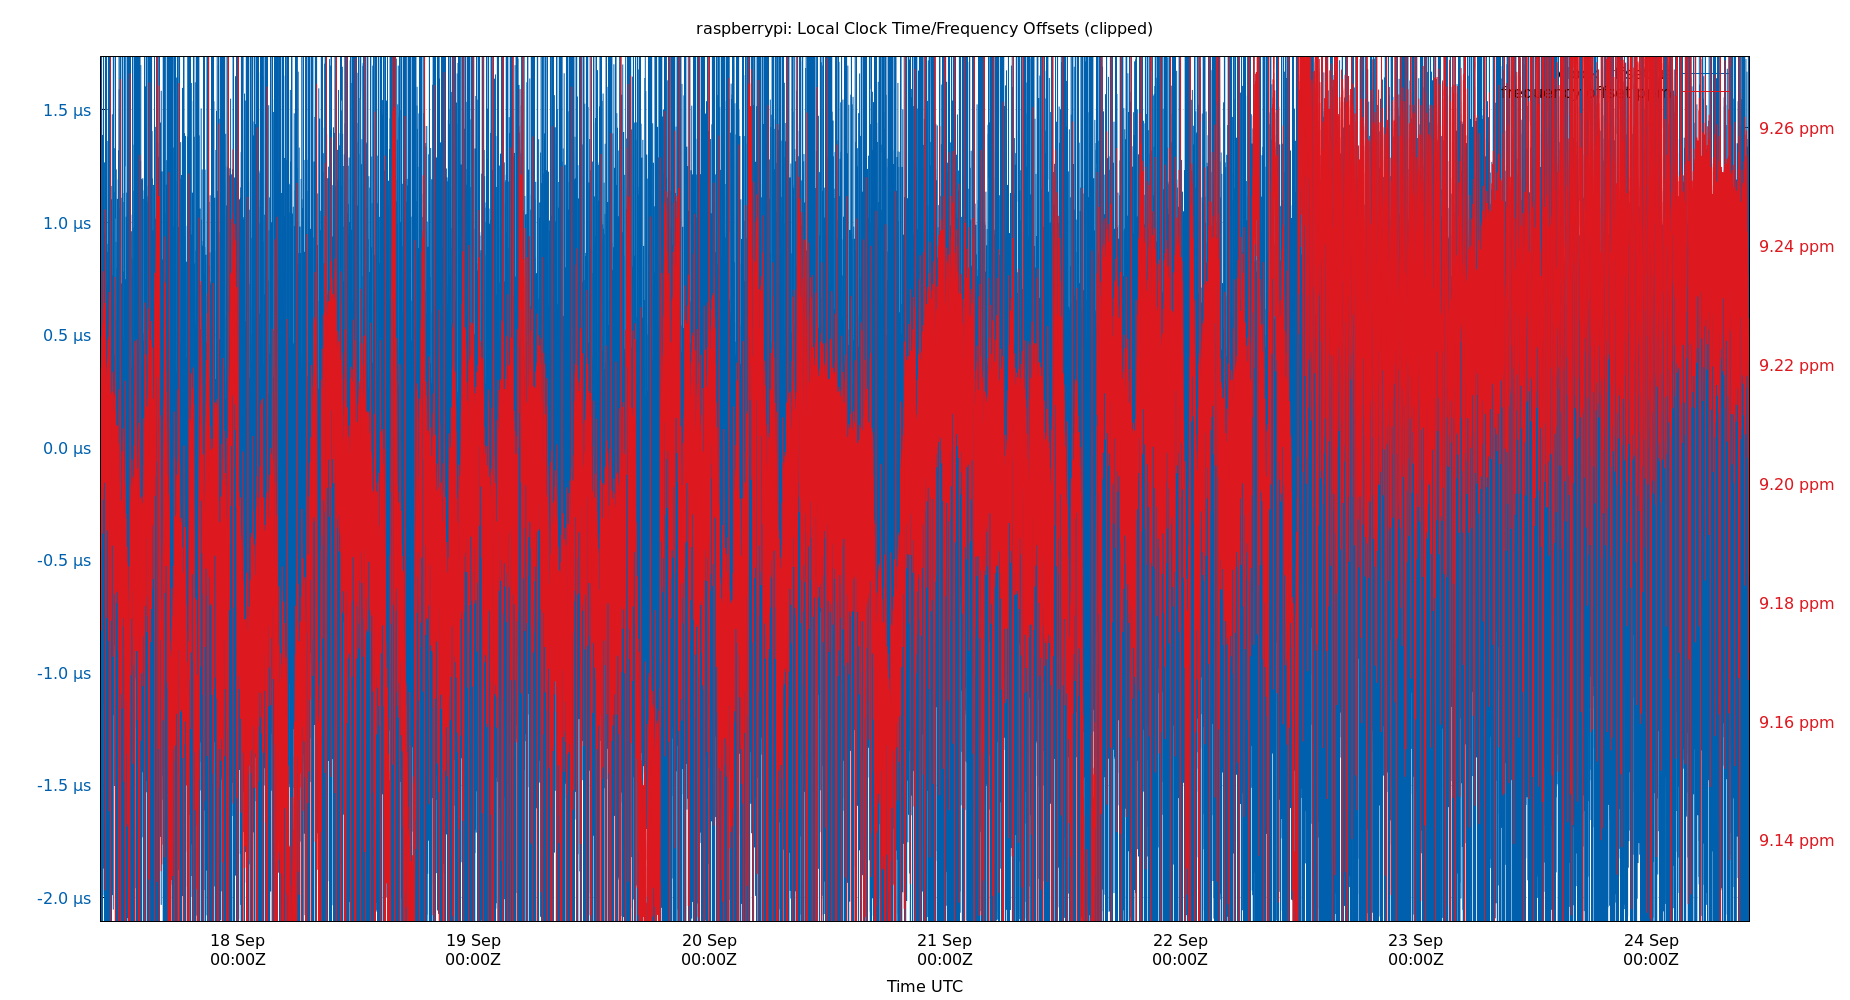 raspberrypi: Local Clock Time/Frequency Offsets (clipped)
frequency offset ppm
1.5 µs
1.0 µs
0.5 µs
0.0 µs
-0.5 µs
-1.0 µs
-1.5 µs
-2.0 µs
9.26 ppm
9.24 ppm
9.22 ppm
9.20 ppm
9.18 ppm
9.16 ppm
9.14 ppm
18 Sep 19 Sep 20 Sep 21 Sep 22 Sep 23 Sep 24 Sep
00:00Z 00:00Z 00:00Z 00:00Z 00:00Z 00:00Z 00:00Z
Time UTC